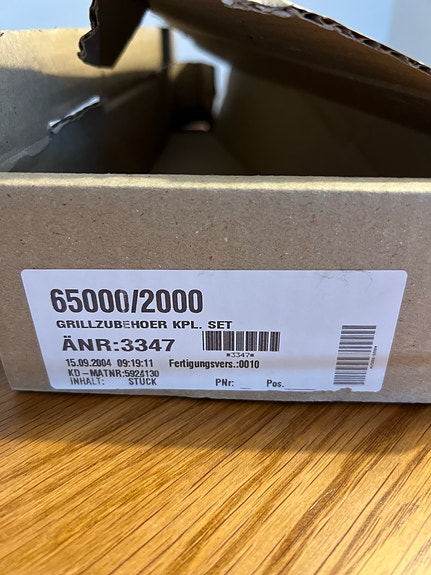 65000/2000
GRILLZUBEHOER KPL. SET
ÄNR:3347
*3347*
15.09.2004 09:19:11 Fertigungsvers.:0010
KD-MATNR:5924130
INHALT: STUCK PNr: Pos.